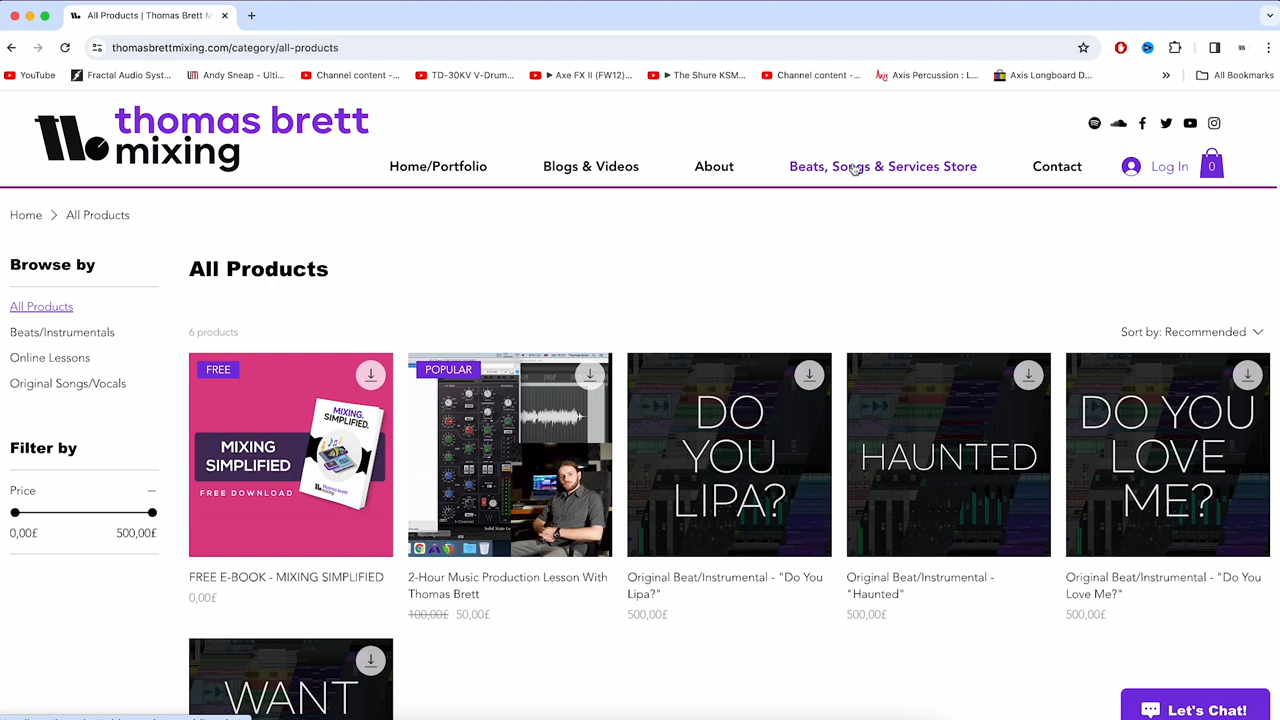 All Products | Thomas Brett M
thomasbrettmixing.com/category/all-products
YouTube
Fractal Audio Syst...
Andy Sneap - Ulti...
Channel content -...
TD-30KV V-Drum...
► Axe FX II (FW12)...
► The Shure KSM...
Channel content -...
Axis Percussion : L...
Axis Longboard D...
»
All Bookmarks
thomas brett
mixing
Home/Portfolio
Blogs & Videos
About
Beats, Songs & Services Store
Contact
Log In
0
Home > All Products
Browse by
All Products
Beats/Instrumentals
Online Lessons
Original Songs/Vocals
Filter by
Price
0,00£ 500,00£
All Products
6 products
Sort by: Recommended
FREE
MIXING
SIMPLIFIED
FREE DOWNLOAD
MIXING.
SIMPLIFIED.
FREE E-BOOK - MIXING SIMPLIFIED
0,00£
POPULAR
2-Hour Music Production Lesson With
Thomas Brett
100,00£ 50,00£
DO
YOU
LIPA?
Original Beat/Instrumental - "Do You
Lipa?"
500,00£
HAUNTED
Original Beat/Instrumental -
"Haunted"
500,00£
DO YOU
LOVE
ME?
Original Beat/Instrumental - "Do You
Love Me?"
500,00£
WANT
Let's Chat!